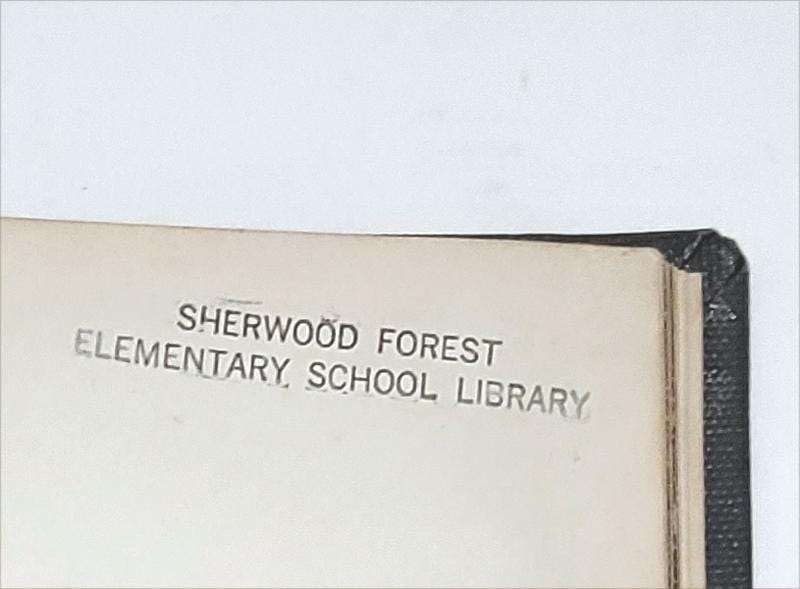 SHERWOOD FOREST
ELEMENTARY SCHOOL LIBRARY